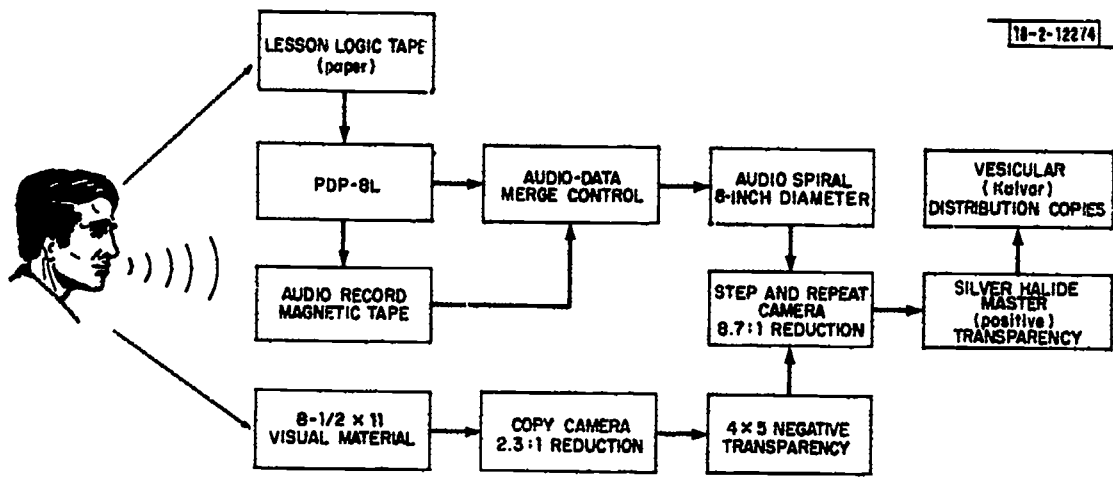 18-2-12274
LESSON LOGIC TAPE
(paper)
PDP-8L
AUDIO-DATA
MERGE CONTROL
AUDIO SPIRAL
8-INCH DIAMETER
VESICULAR
(Kalvar)
DISTRIBUTION COPIES
AUDIO RECORD
MAGNETIC TAPE
STEP AND REPEAT
CAMERA
8.7:1 REDUCTION
SILVER HALIDE
MASTER
(positive)
TRANSPARENCY
8-1/2 × 11
VISUAL MATERIAL
COPY CAMERA
2.3:1 REDUCTION
4×5 NEGATIVE
TRANSPARENCY